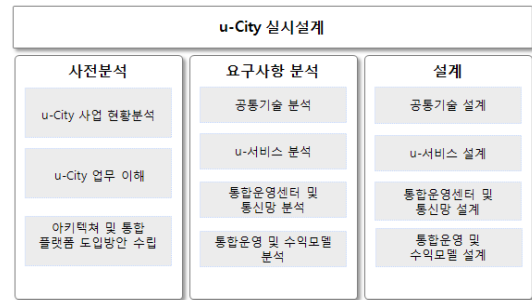 u-City 실시설계
사전분석
u-City 사업 현황분석
u-City 업무 이해
아키텍쳐 및 통합
플랫폼 도입방안 수립
요구사항 분석
공통기술 분석
u-서비스 분석
통합운영센터 및
통신망 분석
통합운영 및 수익모델
분석
설계
공통기술 설계
u-서비스 설계
통합운영센터 및
통신망 설계
통합운영 및
수익모델 설계